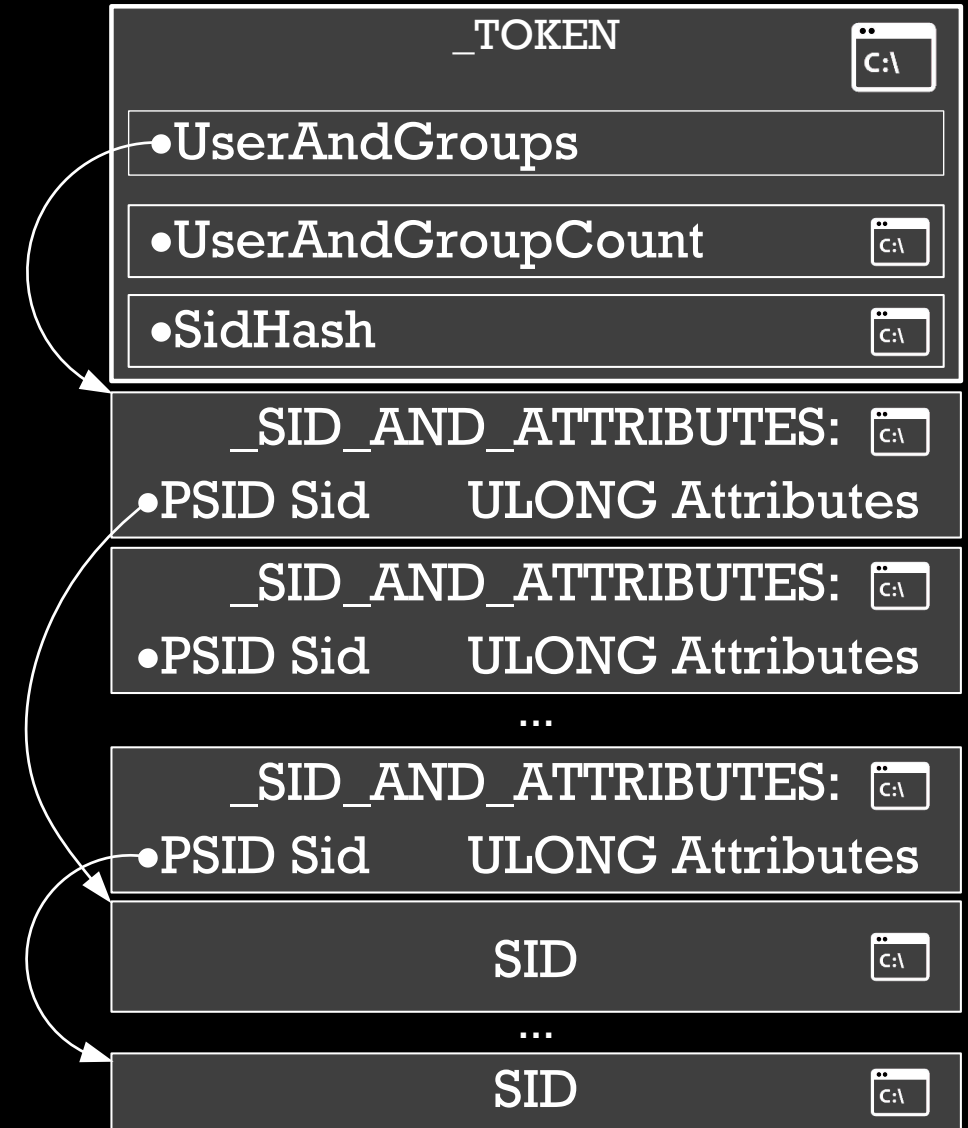 _TOKEN
C:\
•UserAndGroups
•UserAndGroupCount
C:\
•SidHash
C:\
_SID_AND_ATTRIBUTES:
C:\
•PSID Sid ULONG Attributes
_SID_AND_ATTRIBUTES:
C:\
•PSID Sid ULONG Attributes
...
_SID_AND_ATTRIBUTES:
C:\
•PSID Sid ULONG Attributes
SID
C:\
...
SID
C:\